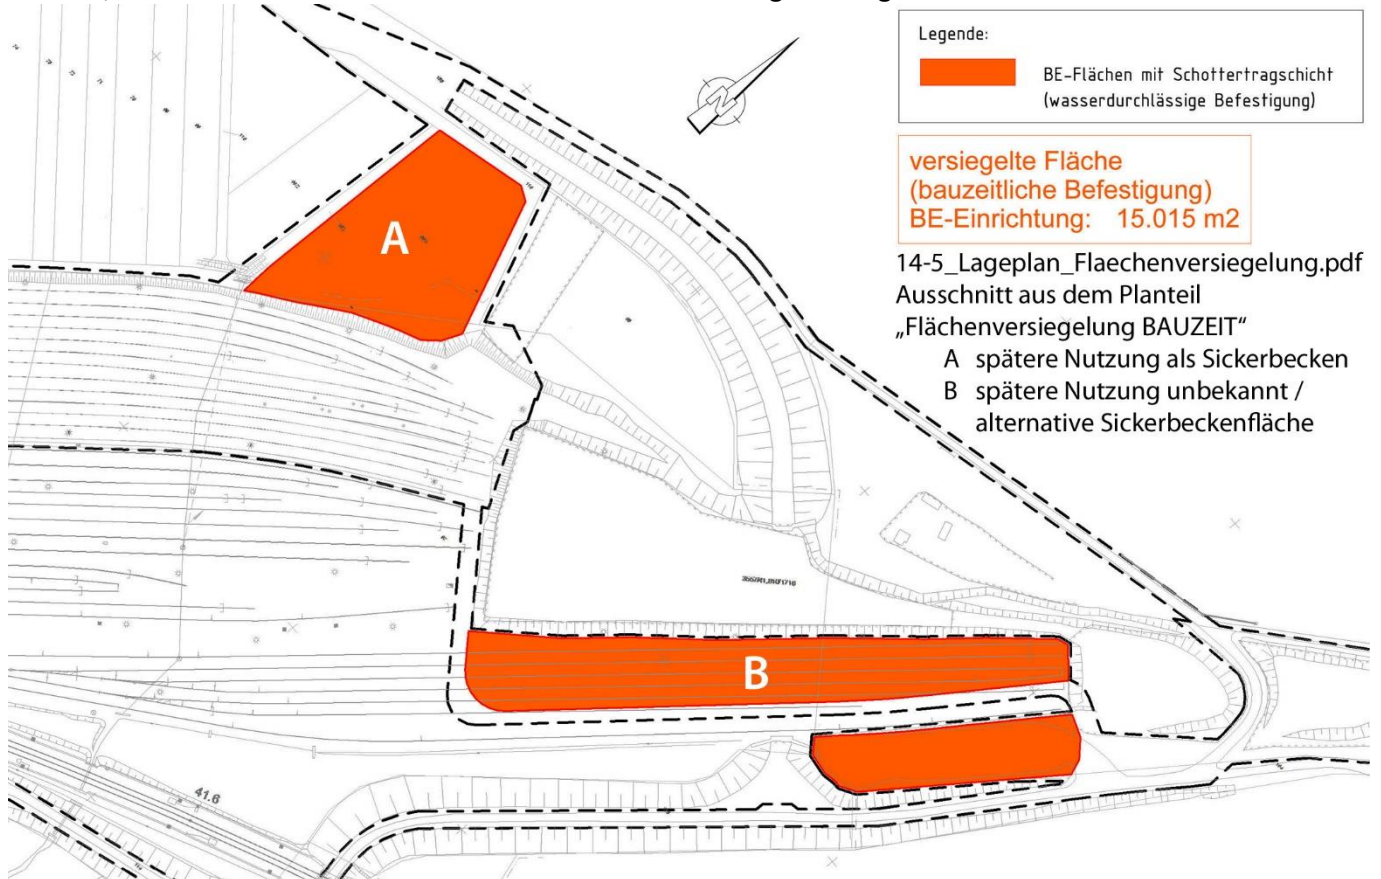 Legende:
BE-Flächen mit Schottertragschicht
(wasserdurchlässige Befestigung)
versiegelte Fläche
(bauzeitliche Befestigung)
BE-Einrichtung: 15.015 m2
14-5_Lageplan_Flaechenversiegelung.pdf
Ausschnitt aus dem Planteil
„Flächenversiegelung BAUZEIT“
A spätere Nutzung als Sickerbecken
B spätere Nutzung unbekannt /
alternative Sickerbeckenfläche
N
A
B
41.6